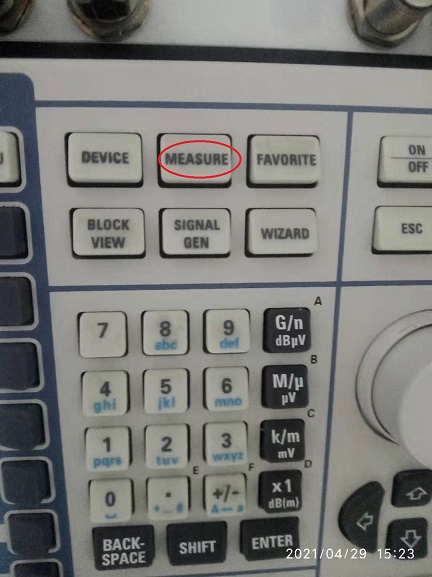 DEVICE
MEASURE
FAVORITE
ON
OFF
BLOCK
VIEW
SIGNAL
GEN
WIZARD
ESC
A
7
8
abc
9
def
G/n
dBµV
B
4
ghi
5
jkl
6
mno
M/µ
µV
C
1
pqrs
2
tuv
3
wxyz
k/m
mV
E
F
D
0
.
+/-
A↔a
x1
dB(m)
BACK-
SPACE
SHIFT
ENTER
2021/04/29 15:23